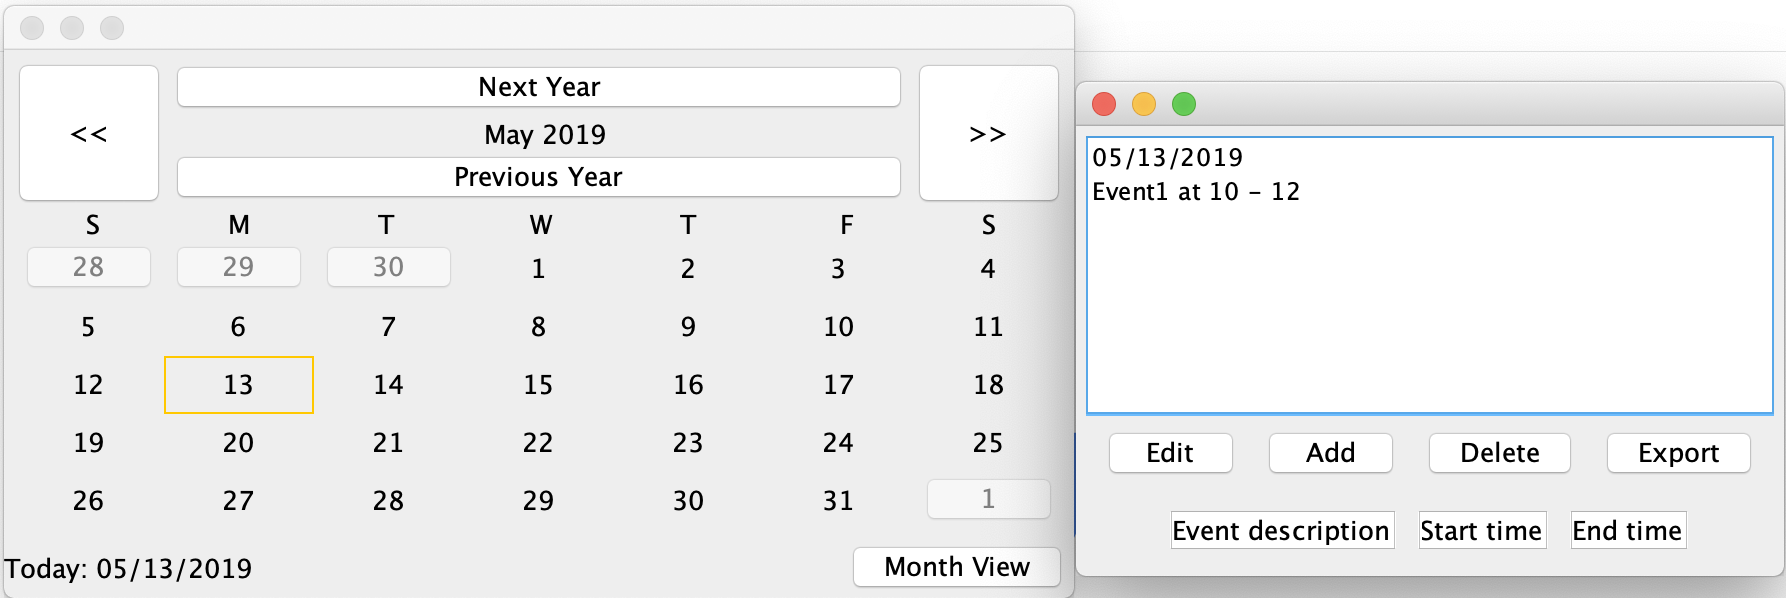 Next Year
<< May 2019 >>
Previous Year
S M T W T F S
28 29 30 1 2 3 4
5 6 7 8 9 10 11
12 13 14 15 16 17 18
19 20 21 22 23 24 25
26 27 28 29 30 31 1
Today: 05/13/2019 Month View
05/13/2019
Event1 at 10 - 12
Edit Add Delete Export
Event description Start time End time